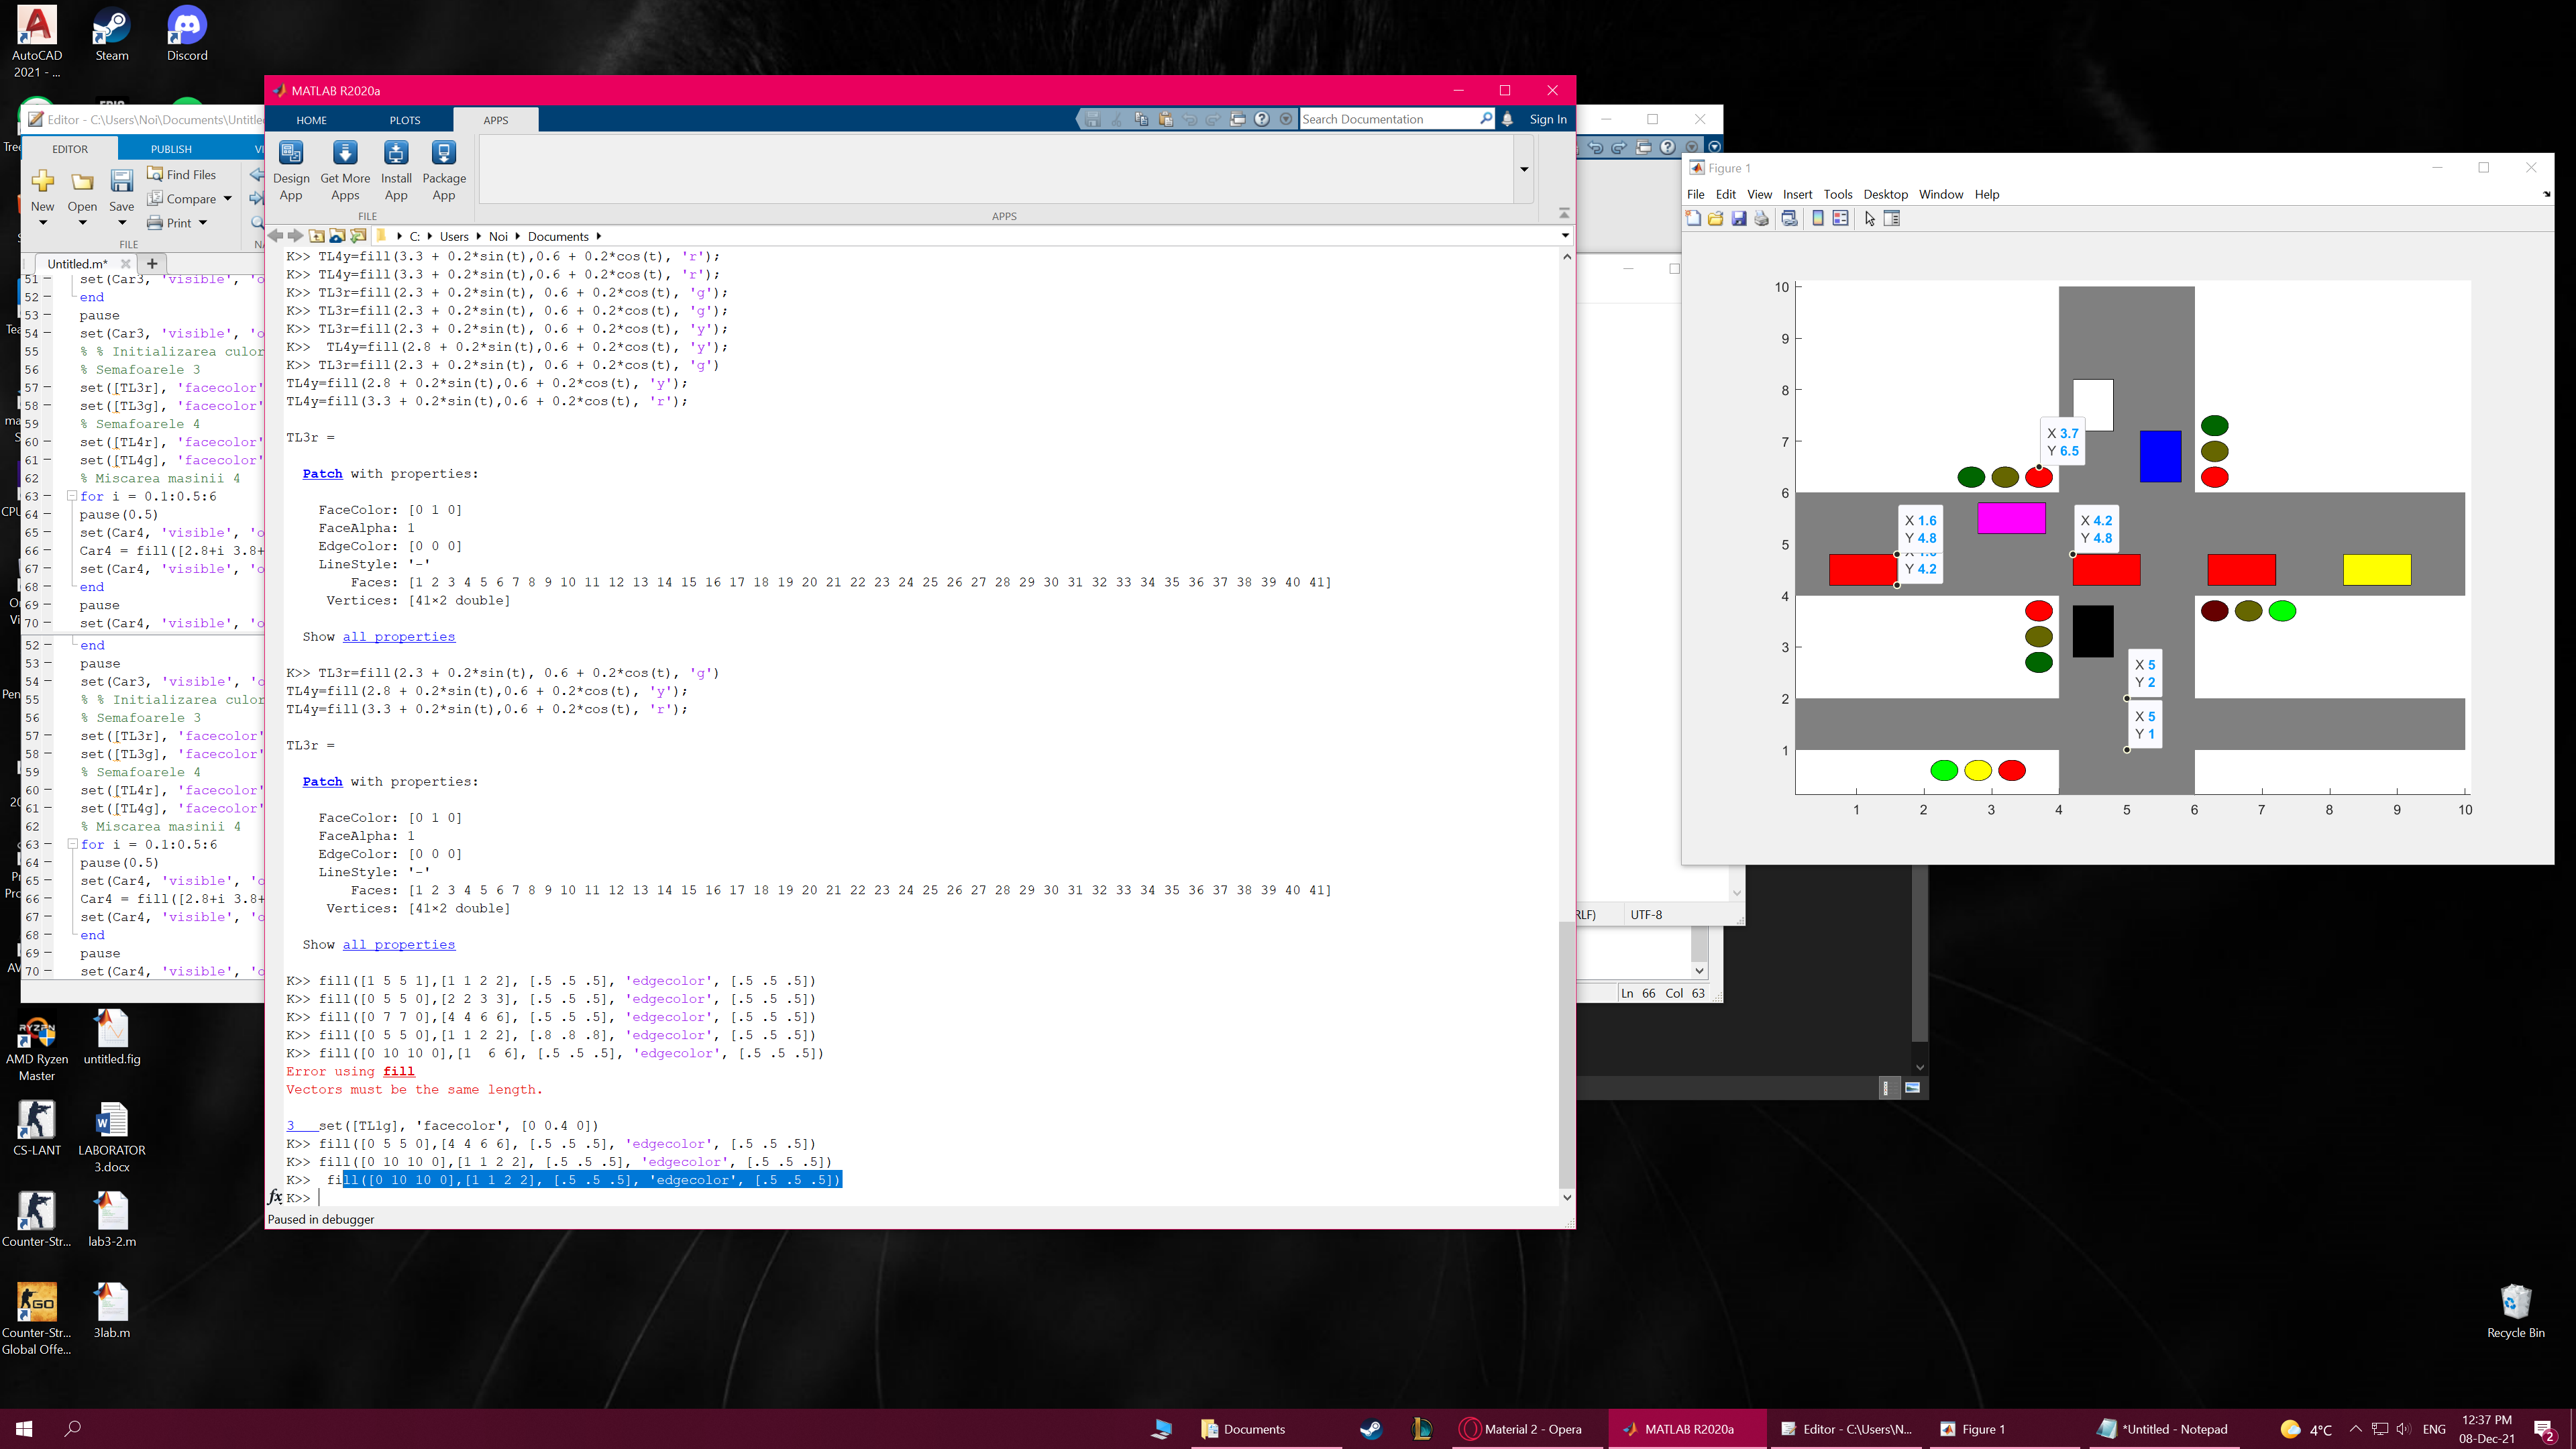 AutoCAD
2021 - ...
Steam
Discord
Editor - C:\Users\Noi\Documents\Untitle
EDITOR
PUBLISH
New
Open
Save
Find Files
Compare
Print
FILE
Untitled.m*
51 set(Car3, 'visible', 'o
52 end
53 pause
54 set(Car3, 'visible', 'o
55 % % Initializarea culor
56 % Semafoarele 3
57 set([TL3r], 'facecolor'
58 set([TL3g], 'facecolor'
59 % Semafoarele 4
60 set([TL4r], 'facecolor'
61 set([TL4g], 'facecolor'
62 % Miscarea masinii 4
63 for i = 0.1:0.5:6
64 pause(0.5)
65 set(Car4, 'visible', 'o
66 Car4 = fill([2.8+i 3.8+
67 set(Car4, 'visible', 'o
68 end
69 pause
70 set(Car4, 'visible', 'o
52 end
53 pause
54 set(Car3, 'visible', 'o
55 % % Initializarea culor
56 % Semafoarele 3
57 set([TL3r], 'facecolor'
58 set([TL3g], 'facecolor'
59 % Semafoarele 4
60 set([TL4r], 'facecolor'
61 set([TL4g], 'facecolor'
62 % Miscarea masinii 4
63 for i = 0.1:0.5:6
64 pause(0.5)
65 set(Car4, 'visible', 'o
66 Car4 = fill([2.8+i 3.8+
67 set(Car4, 'visible', 'o
68 end
69 pause
70 set(Car4, 'visible', 'o
MATLAB R2020a
HOME
PLOTS
APPS
Search Documentation
Sign In
Design App
Get More Apps
Install App
Package App
FILE
APPS
C: Users Noi Documents
K>> TL4y=fill(3.3 + 0.2*sin(t),0.6 + 0.2*cos(t), 'r');
K>> TL4y=fill(3.3 + 0.2*sin(t),0.6 + 0.2*cos(t), 'r');
K>> TL3r=fill(2.3 + 0.2*sin(t), 0.6 + 0.2*cos(t), 'g');
K>> TL3r=fill(2.3 + 0.2*sin(t), 0.6 + 0.2*cos(t), 'g');
K>> TL3r=fill(2.3 + 0.2*sin(t), 0.6 + 0.2*cos(t), 'y');
K>>  TL4y=fill(2.8 + 0.2*sin(t),0.6 + 0.2*cos(t), 'y');
K>> TL3r=fill(2.3 + 0.2*sin(t), 0.6 + 0.2*cos(t), 'g')
TL4y=fill(2.8 + 0.2*sin(t),0.6 + 0.2*cos(t), 'y');
TL4y=fill(3.3 + 0.2*sin(t),0.6 + 0.2*cos(t), 'r');
TL3r =
Patch with properties:
FaceColor: [0 1 0]
FaceAlpha: 1
EdgeColor: [0 0 0]
LineStyle: '-'
Faces: [1 2 3 4 5 6 7 8 9 10 11 12 13 14 15 16 17 18 19 20 21 22 23 24 25 26 27 28 29 30 31 32 33 34 35 36 37 38 39 40 41]
Vertices: [41×2 double]
Show all properties
K>> TL3r=fill(2.3 + 0.2*sin(t), 0.6 + 0.2*cos(t), 'g')
TL4y=fill(2.8 + 0.2*sin(t),0.6 + 0.2*cos(t), 'y');
TL4y=fill(3.3 + 0.2*sin(t),0.6 + 0.2*cos(t), 'r');
TL3r =
Patch with properties:
FaceColor: [0 1 0]
FaceAlpha: 1
EdgeColor: [0 0 0]
LineStyle: '-'
Faces: [1 2 3 4 5 6 7 8 9 10 11 12 13 14 15 16 17 18 19 20 21 22 23 24 25 26 27 28 29 30 31 32 33 34 35 36 37 38 39 40 41]
Vertices: [41×2 double]
Show all properties
K>> fill([1 5 5 1],[1 1 2 2], [.5 .5 .5], 'edgecolor', [.5 .5 .5])
K>> fill([0 5 5 0],[2 2 3 3], [.5 .5 .5], 'edgecolor', [.5 .5 .5])
K>> fill([0 7 7 0],[4 4 6 6], [.5 .5 .5], 'edgecolor', [.5 .5 .5])
K>> fill([0 5 5 0],[1 1 2 2], [.8 .8 .8], 'edgecolor', [.5 .5 .5])
K>> fill([0 10 10 0],[1  6 6], [.5 .5 .5], 'edgecolor', [.5 .5 .5])
Error using fill
Vectors must be the same length.
3   set([TL1g], 'facecolor', [0 0.4 0])
K>> fill([0 5 5 0],[4 4 6 6], [.5 .5 .5], 'edgecolor', [.5 .5 .5])
K>> fill([0 10 10 0],[1 1 2 2], [.5 .5 .5], 'edgecolor', [.5 .5 .5])
K>>  fill([0 10 10 0],[1 1 2 2], [.5 .5 .5], 'edgecolor', [.5 .5 .5])
fx K>>
Paused in debugger
UTF-8
Ln 66 Col 63
Figure 1
File Edit View Insert Tools Desktop Window Help
10
9
8
7
6
5
4
3
2
1
X 3.7
Y 6.5
X 1.6
Y 4.8
Y 4.2
X 4.2
Y 4.8
X 5
Y 2
X 5
Y 1
1 2 3 4 5 6 7 8 9 10
AMD Ryzen
Master
untitled.fig
CS-LANT
LABORATOR
3.docx
Counter-Str...
lab3-2.m
Counter-Str...
Global Offe...
3lab.m
Recycle Bin
Documents
Material 2 - Opera
MATLAB R2020a
Editor - C:\Users\N...
Figure 1
*Untitled - Notepad
4°C
ENG
12:37 PM
08-Dec-21
2